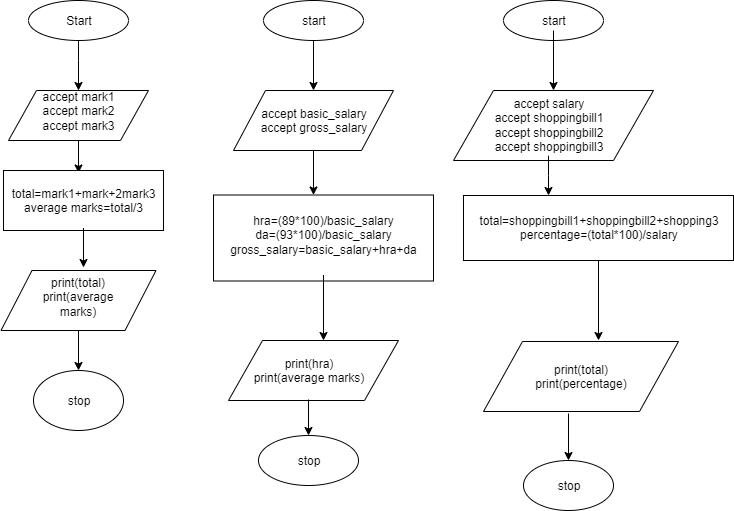 Start
accept mark1
accept mark2
accept mark3
total=mark1+mark+2mark3
average marks=total/3
print(total)
print(average
marks)
stop
start
accept basic_salary
accept gross_salary
hra=(89*100)/basic_salary
da=(93*100)/basic_salary
gross_salary=basic_salary+hra+da
print(hra)
print(average marks)
stop
start
accept salary
accept shoppingbill1
accept shoppingbill2
accept shoppingbill3
total=shoppingbill1+shoppingbill2+shopping3
percentage=(total*100)/salary
print(total)
print(percentage)
stop